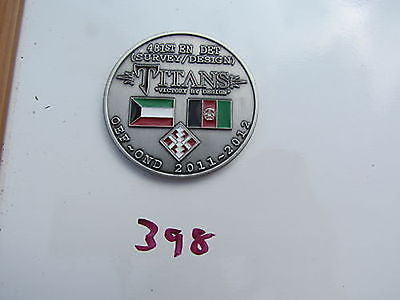 481ST EN DET
(SURVEY/DESIGN)
TITANS
"VICTORY BY DESIGN"
OEF~OND 2011-2012
398